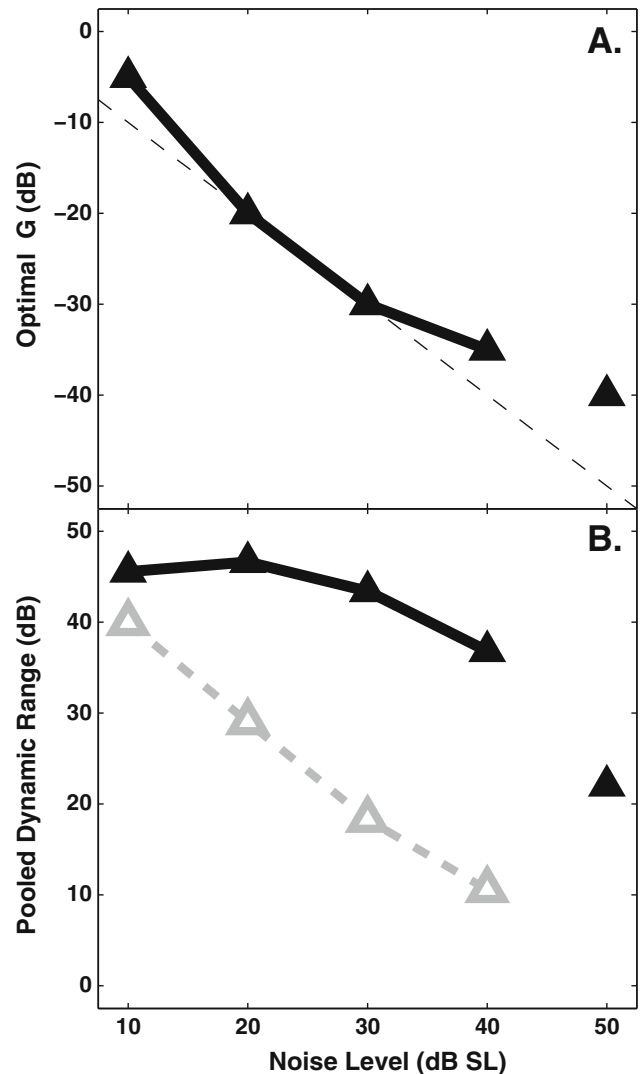 A.
0
−10
−20
−30
−40
−50
Optimal G (dB)
B.
50
40
30
20
10
0
Pooled Dynamic Range (dB)
10 20 30 40 50
Noise Level (dB SL)